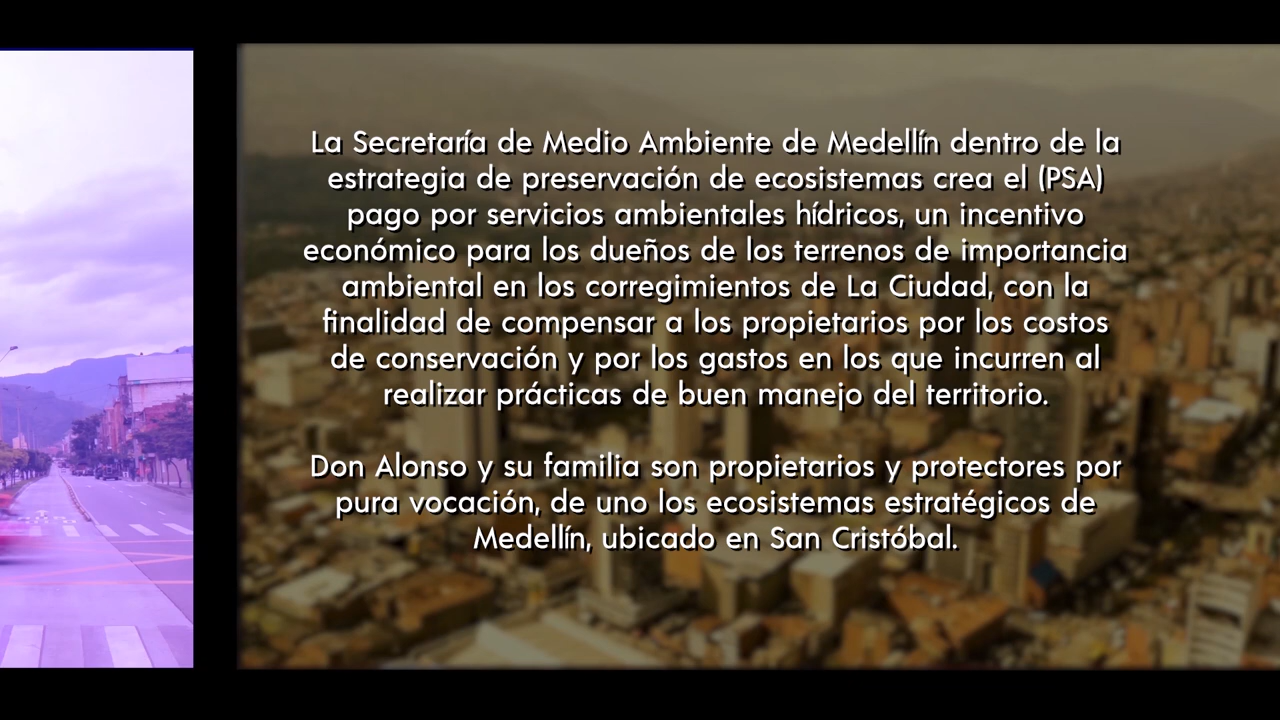 La Secretaría de Medio Ambiente de Medellín dentro de la
estrategia de preservación de ecosistemas crea el (PSA)
pago por servicios ambientales hídricos, un incentivo
económico para los dueños de los terrenos de importancia
ambiental en los corregimientos de La Ciudad, con la
finalidad de compensar a los propietarios por los costos
de conservación y por los gastos en los que incurren al
realizar prácticas de buen manejo del territorio.
Don Alonso y su familia son propietarios y protectores por
pura vocación, de uno los ecosistemas estratégicos de
Medellín, ubicado en San Cristóbal.